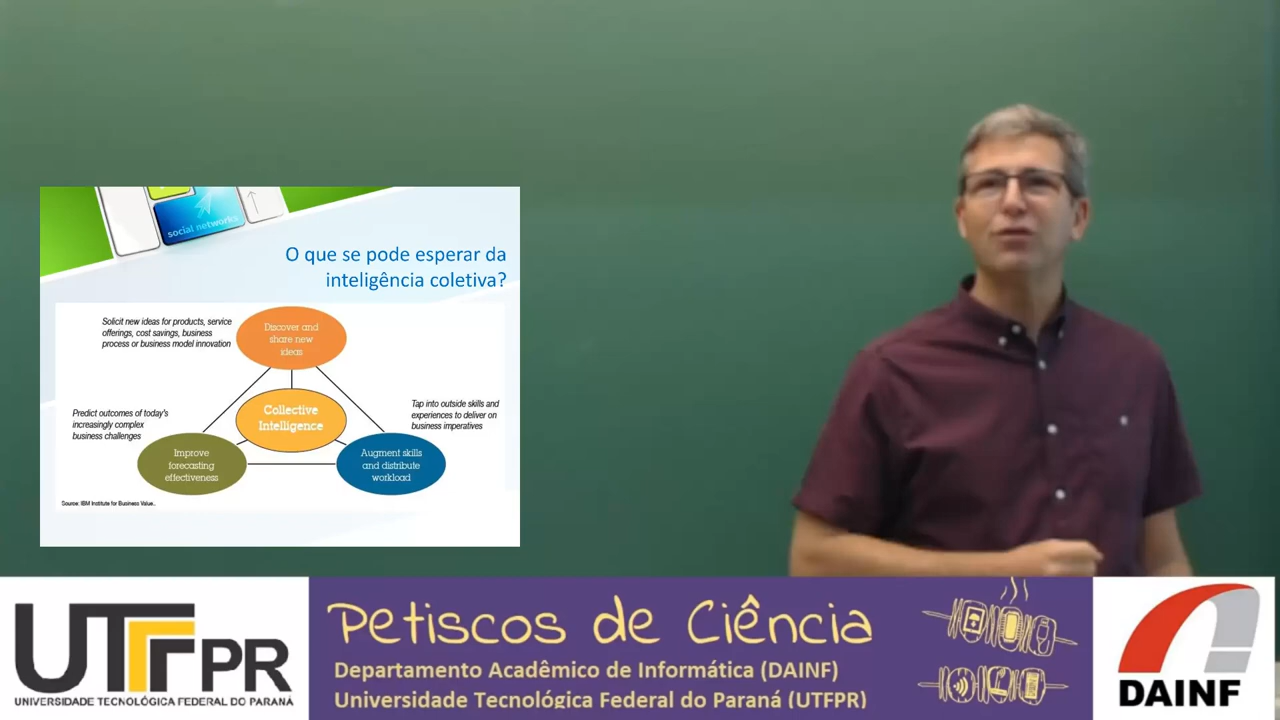 social networks
O que se pode esperar da
inteligência coletiva?
Solicit new ideas for products, service
offerings, cost savings, business
process or business model innovation
Discover and
share new
ideas
Predict outcomes of today's
increasingly complex
business challenges
Collective
Intelligence
Tap into outside skills and
experiences to deliver on
business imperatives
Improve
forecasting
effectiveness
Augment skills
and distribute
workload
Source: IBM Institute for Business Value..
UTFPR
UNIVERSIDADE TECNOLÓGICA FEDERAL DO PARANÁ
Petiscos de Ciência
Departamento Acadêmico de Informática (DAINF)
Universidade Tecnológica Federal do Paraná (UTFPR)
DAINF